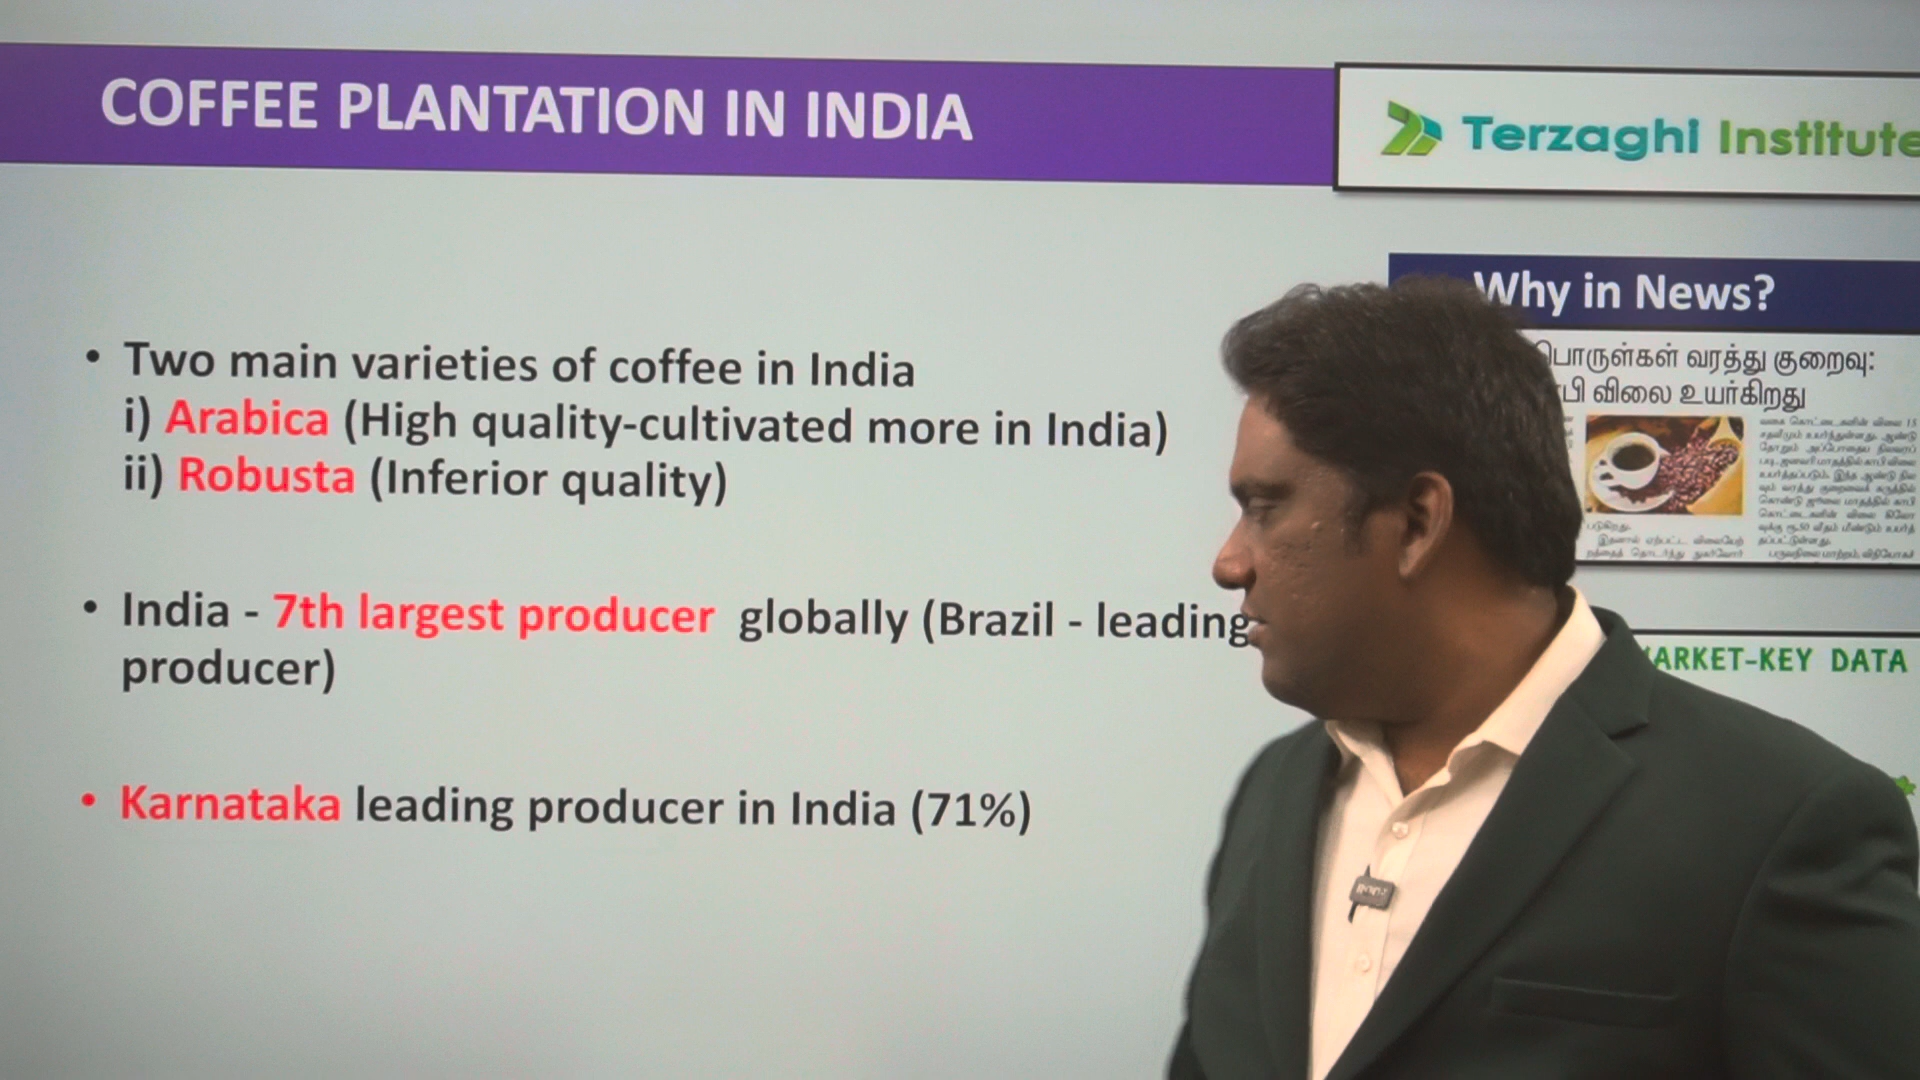 COFFEE PLANTATION IN INDIA
Terzaghi Institute
• Two main varieties of coffee in India
i) Arabica (High quality-cultivated more in India)
ii) Robusta (Inferior quality)
• India - 7th largest producer globally (Brazil - leading
producer)
• Karnataka leading producer in India (71%)
Why in News?
பொருள்கள் வரத்து குறைவு:
விலை உயர்கிறது
ARKET-KEY DATA